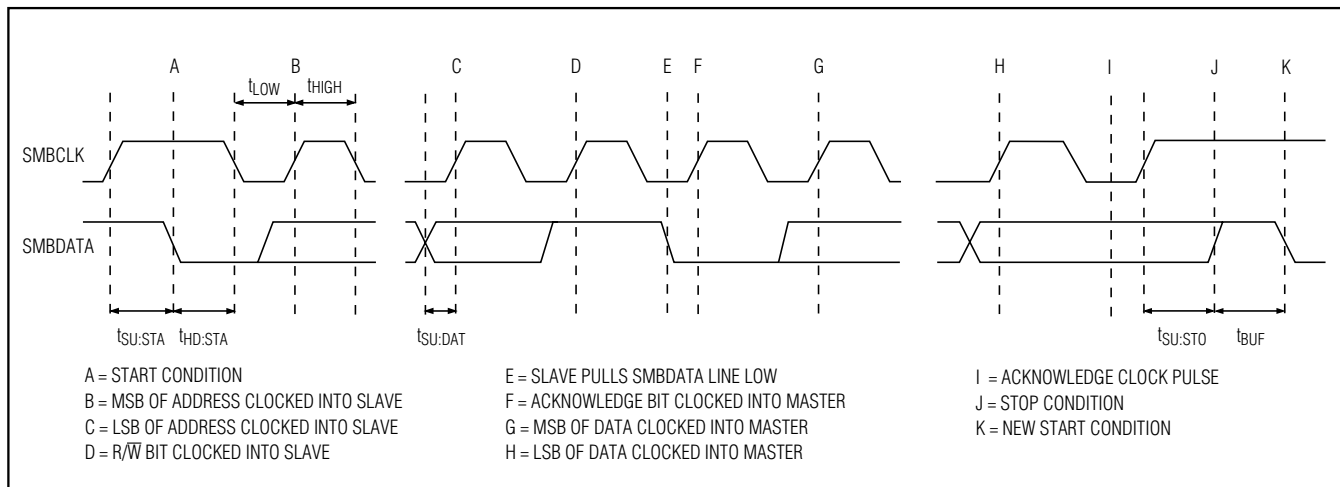 A B C D E F G H I J K
tLOW tHIGH
SMBCLK
SMBDATA
tSU:STA tHD:STA tSU:DAT tSU:STO tBUF
A = START CONDITION
B = MSB OF ADDRESS CLOCKED INTO SLAVE
C = LSB OF ADDRESS CLOCKED INTO SLAVE
D = R/W̅ BIT CLOCKED INTO SLAVE
E = SLAVE PULLS SMBDATA LINE LOW
F = ACKNOWLEDGE BIT CLOCKED INTO MASTER
G = MSB OF DATA CLOCKED INTO MASTER
H = LSB OF DATA CLOCKED INTO MASTER
I = ACKNOWLEDGE CLOCK PULSE
J = STOP CONDITION
K = NEW START CONDITION